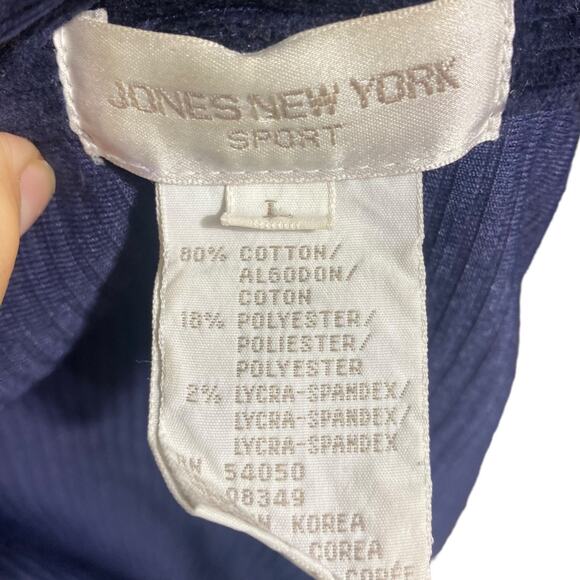 JONES NEW YORK
SPORT
L
80% COTTON/
ALGODON/
COTON
18% POLYESTER/
POLIESTER/
POLYESTER
2% LYCRA-SPANDEX/
LYCRA-SPANDEX/
LYCRA-SPANDEX
54050
08349
KOREA
COREA